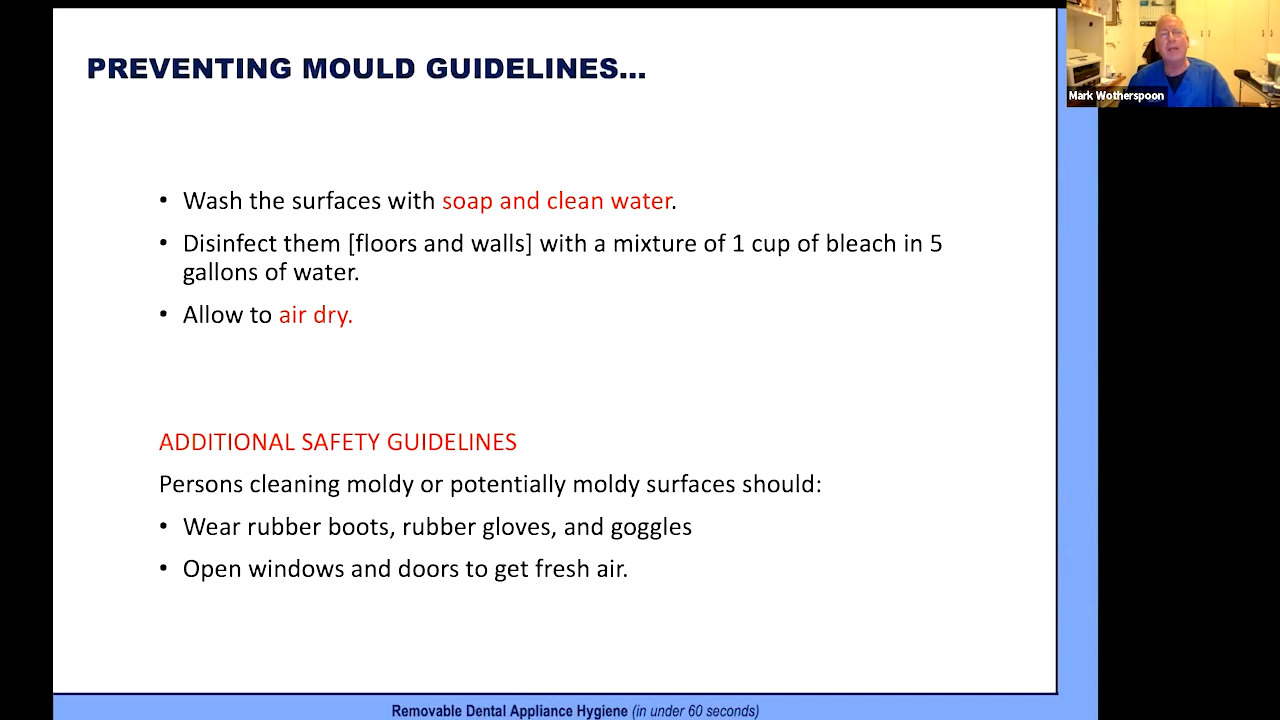 PREVENTING MOULD GUIDELINES...
Mark Wotherspoon
• Wash the surfaces with soap and clean water.
• Disinfect them [floors and walls] with a mixture of 1 cup of bleach in 5
gallons of water.
• Allow to air dry.
ADDITIONAL SAFETY GUIDELINES
Persons cleaning moldy or potentially moldy surfaces should:
• Wear rubber boots, rubber gloves, and goggles
• Open windows and doors to get fresh air.
Removable Dental Appliance Hygiene (in under 60 seconds)